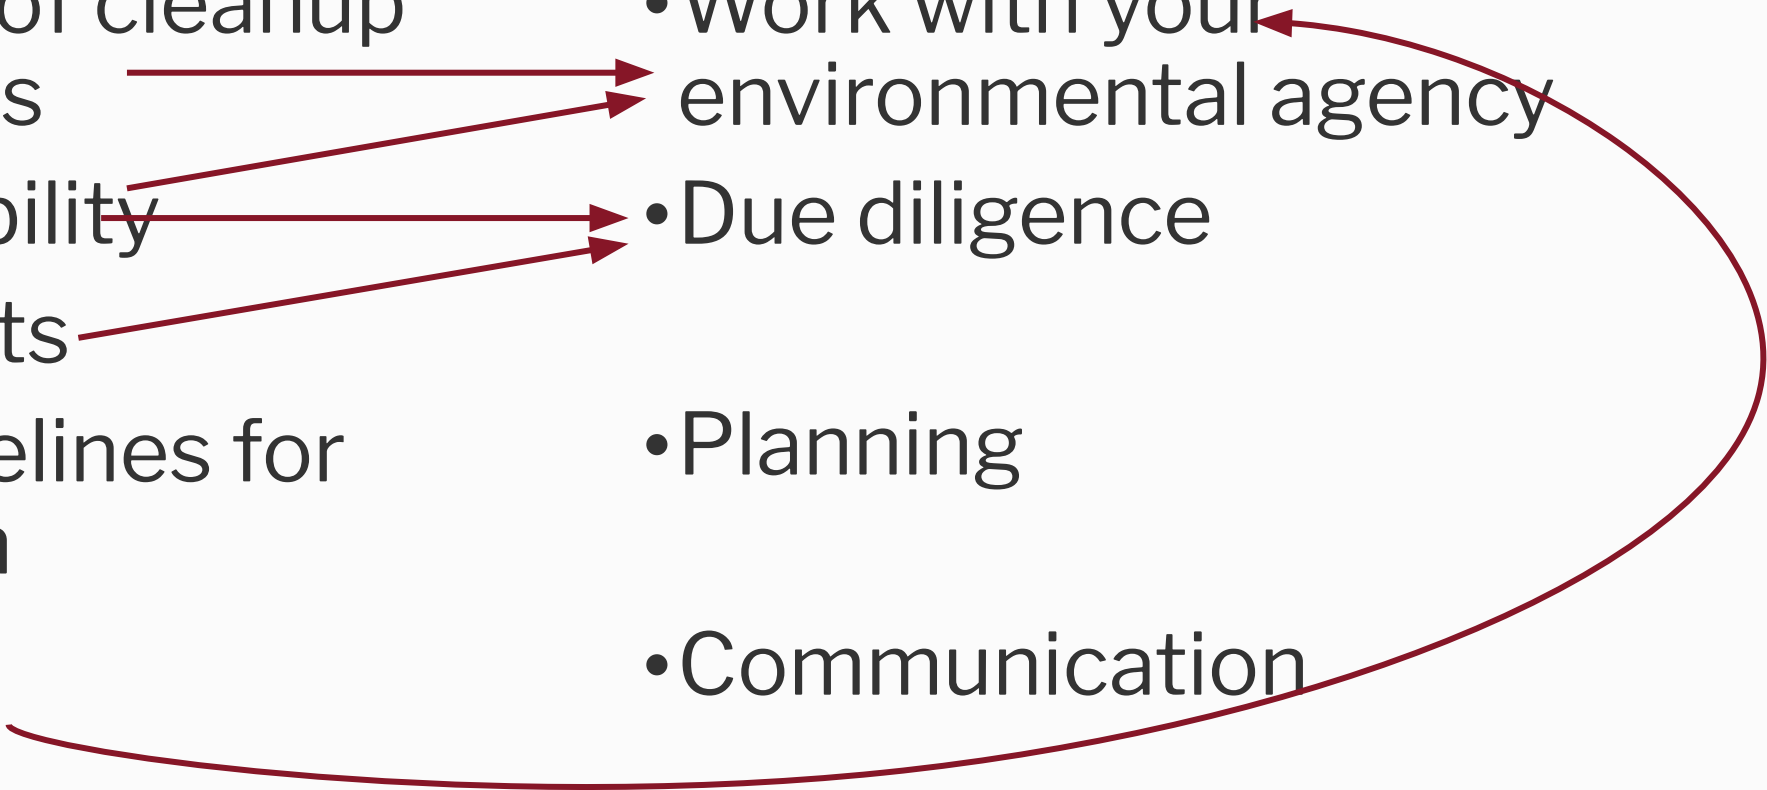 of cleanup
s
bility
ts
elines for
• Work with your
environmental agency
• Due diligence
• Planning
• Communication